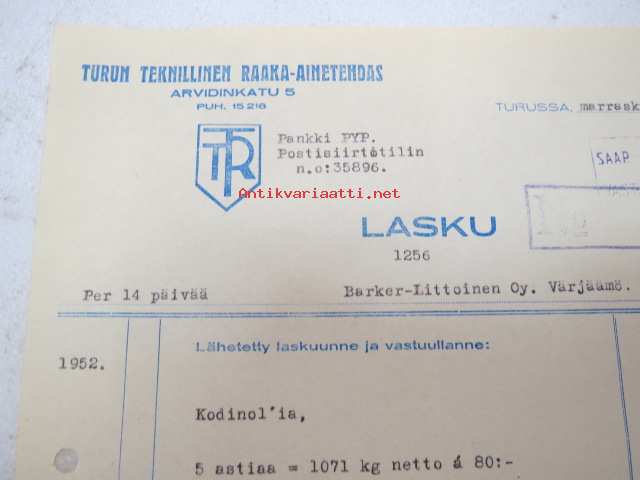 TURUN TEKNILLINEN RAAKA-AINETEHDAS
ARVIDINKATU 5
PUH. 15218
TURUSSA, marrask
TTR
Pankki PYP.
Postisiirtotilin
n.o:35896.
SAAP
Antikvariaatti.net
LASKU
1256
Per 14 päivää
Barker-Littoinen Oy. Värjäämö.
Lähetetty laskuunne ja vastuullanne:
1952.
Kodinol'ia,
5 astiaa = 1071 kg netto á 80:-